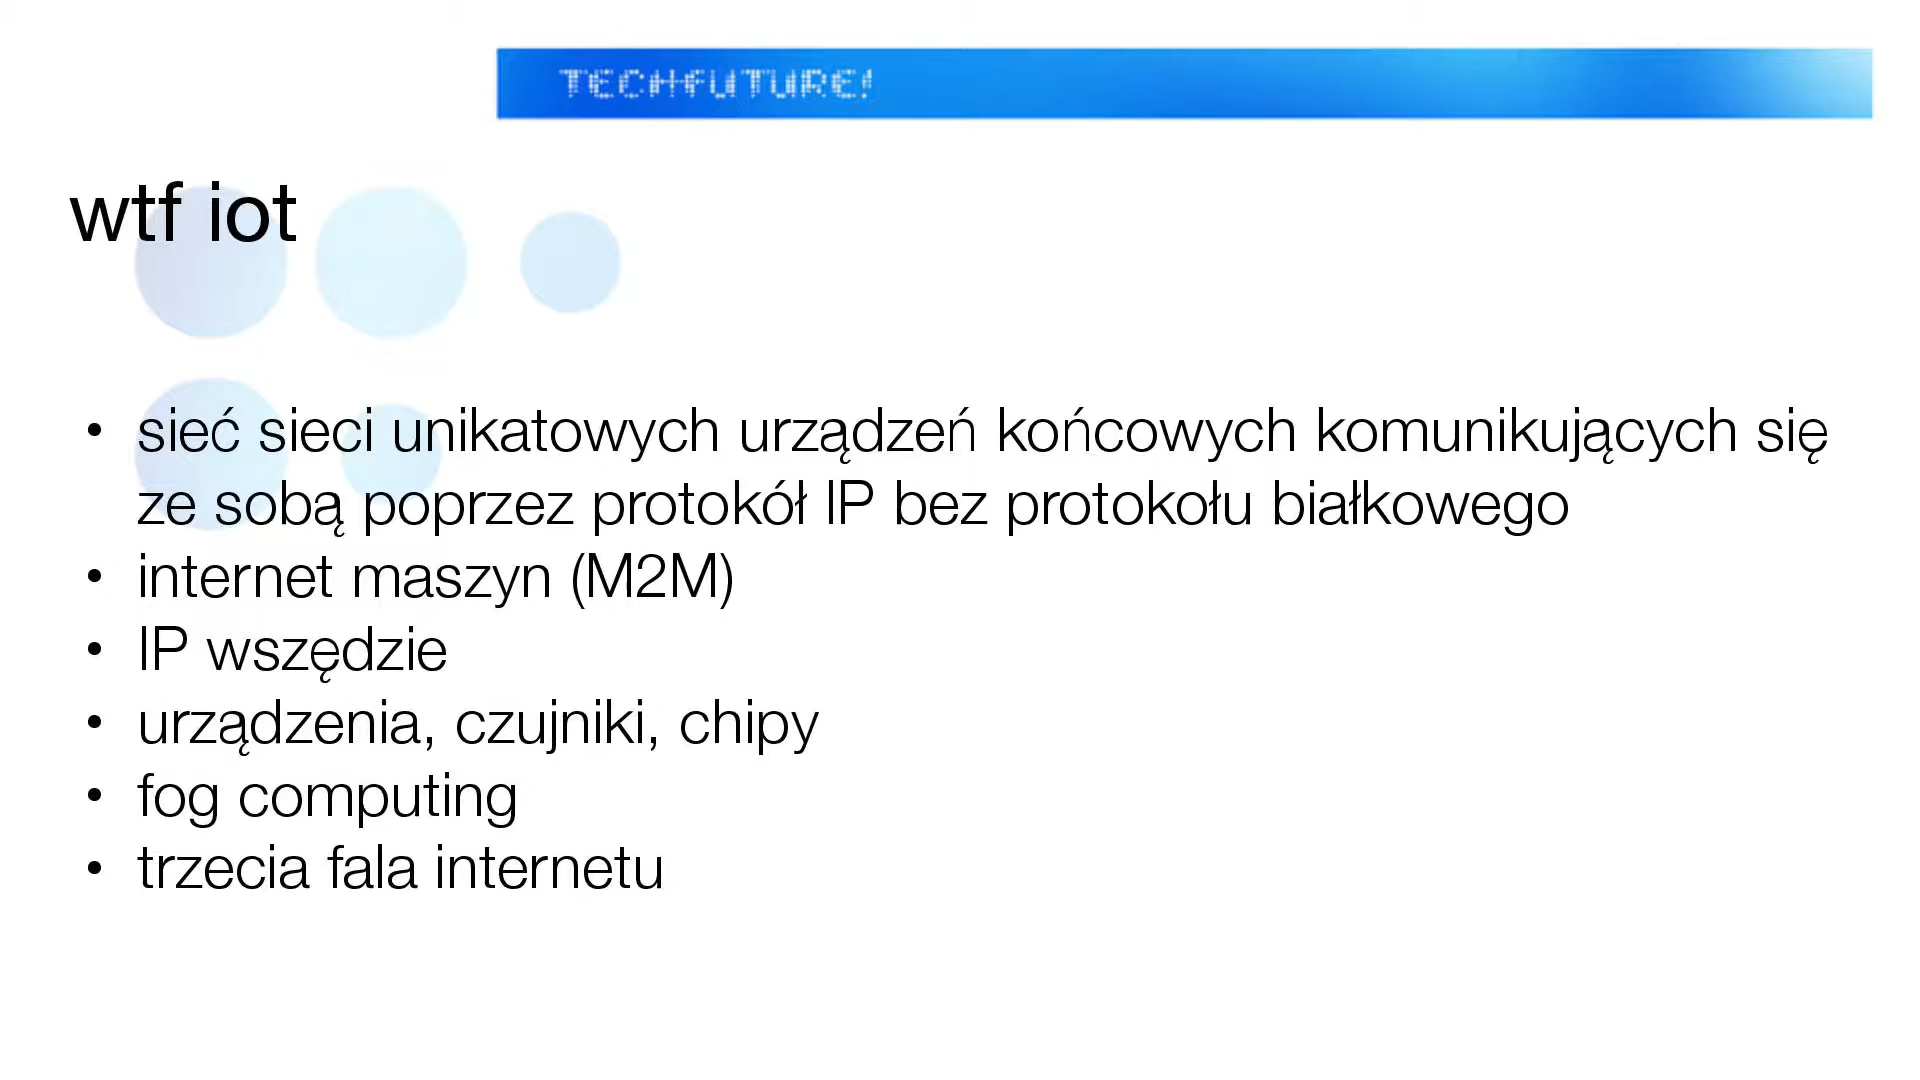 TECHFUTURE!
wtf iot
• sieć sieci unikatowych urządzeń końcowych komunikujących się
ze sobą poprzez protokół IP bez protokołu białkowego
• internet maszyn (M2M)
• IP wszędzie
• urządzenia, czujniki, chipy
• fog computing
• trzecia fala internetu